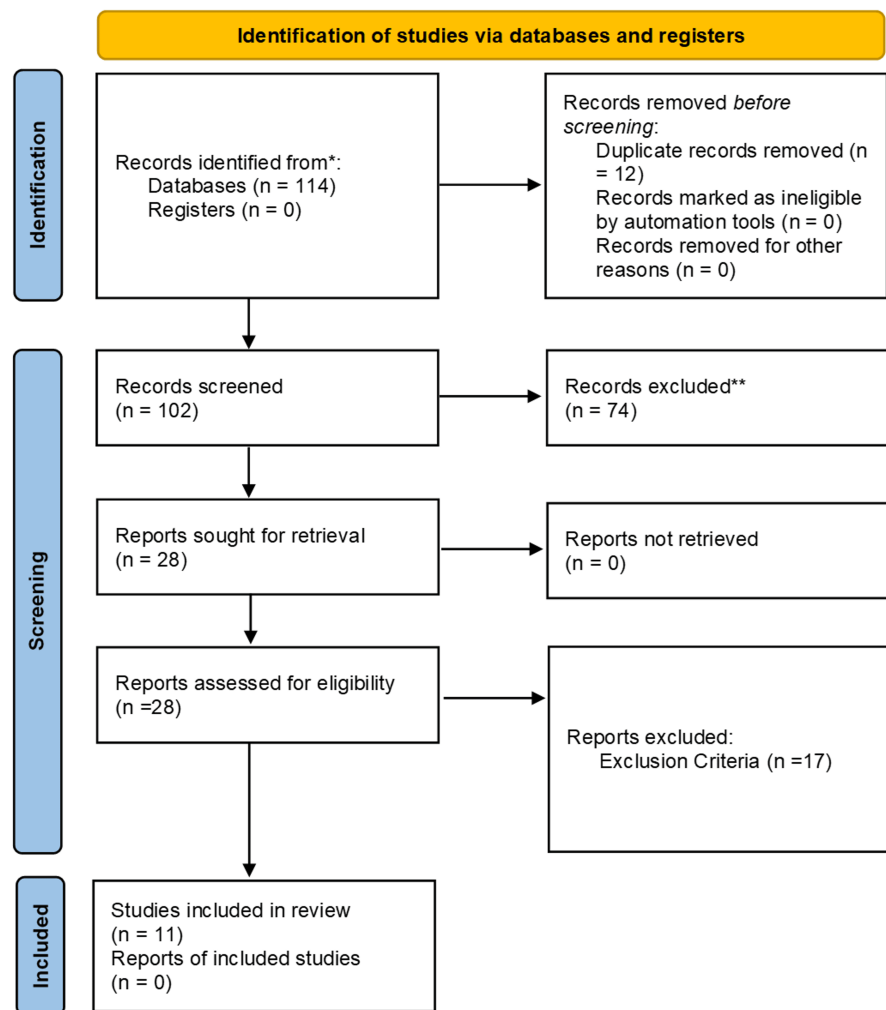 Identification of studies via databases and registers
Identification
Records identified from*:
Databases (n = 114)
Registers (n = 0)
Records removed before
screening:
Duplicate records removed (n
= 12)
Records marked as ineligible
by automation tools (n = 0)
Records removed for other
reasons (n = 0)
Screening
Records screened
(n = 102)
Records excluded**
(n = 74)
Reports sought for retrieval
(n = 28)
Reports not retrieved
(n = 0)
Reports assessed for eligibility
(n =28)
Reports excluded:
Exclusion Criteria (n =17)
Included
Studies included in review
(n = 11)
Reports of included studies
(n = 0)